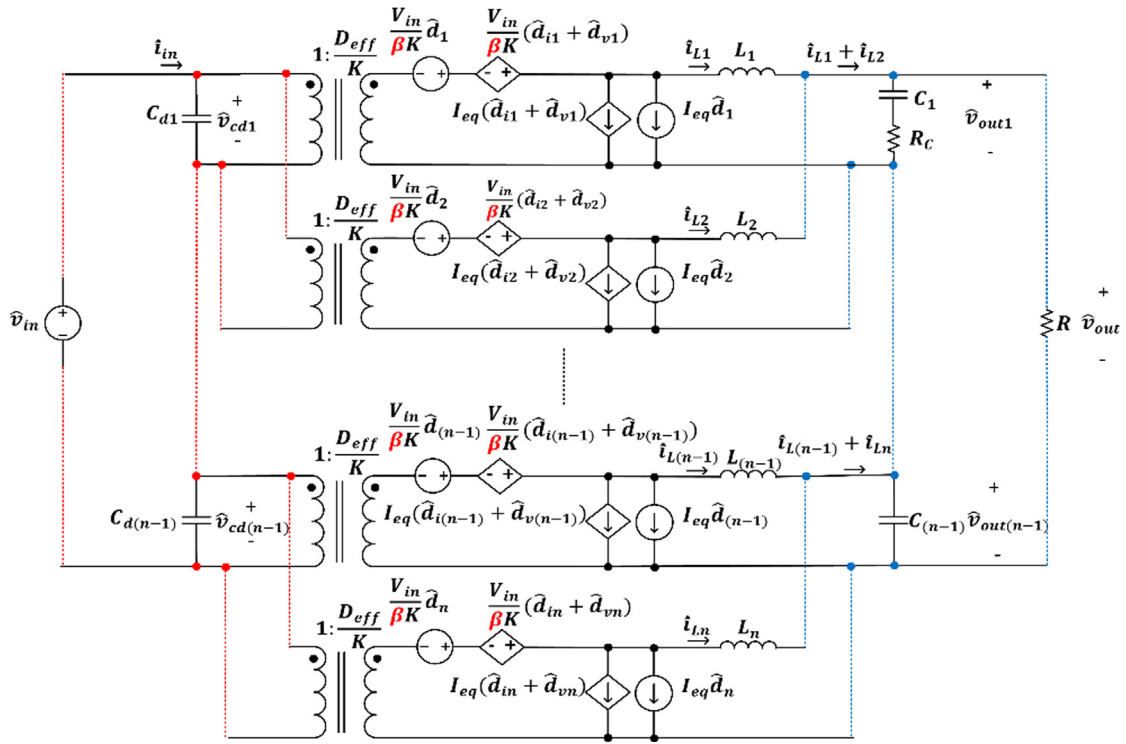 î_in
1:D_eff/K
V_in/βK d̂_1
V_in/βK (d̂_i1 + d̂_v1)
î_L1
L_1
î_L1 + î_L2
C_d1
+
v̂_cd1
-
- +
- +
I_eq(d̂_i1 + d̂_v1)
I_eq d̂_1
C_1
R_C
+
v̂_out1
-
1:D_eff/K
V_in/βK d̂_2
V_in/βK (d̂_i2 + d̂_v2)
î_L2
L_2
- +
- +
I_eq(d̂_i2 + d̂_v2)
I_eq d̂_2
v̂_in
+
-
R
+
v̂_out
-
1:D_eff/K
V_in/βK d̂_(n-1)
V_in/βK (d̂_i(n-1) + d̂_v(n-1))
î_L(n-1)
L_(n-1)
î_L(n-1) + î_Ln
C_d(n-1)
+
v̂_cd(n-1)
-
- +
- +
I_eq(d̂_i(n-1) + d̂_v(n-1))
I_eq d̂_(n-1)
C_(n-1)
+
v̂_out(n-1)
-
1:D_eff/K
V_in/βK d̂_n
V_in/βK (d̂_in + d̂_vn)
î_Ln
L_n
- +
- +
I_eq(d̂_in + d̂_vn)
I_eq d̂_n